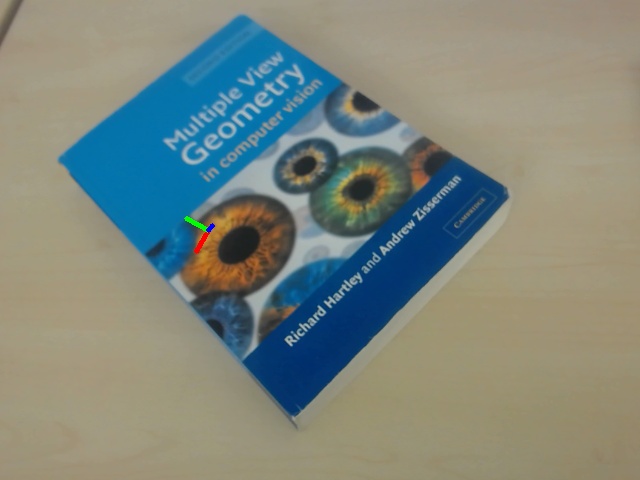 Multiple View
Geometry
in computer vision
Richard Hartley and Andrew Zisserman
CAMBRIDGE